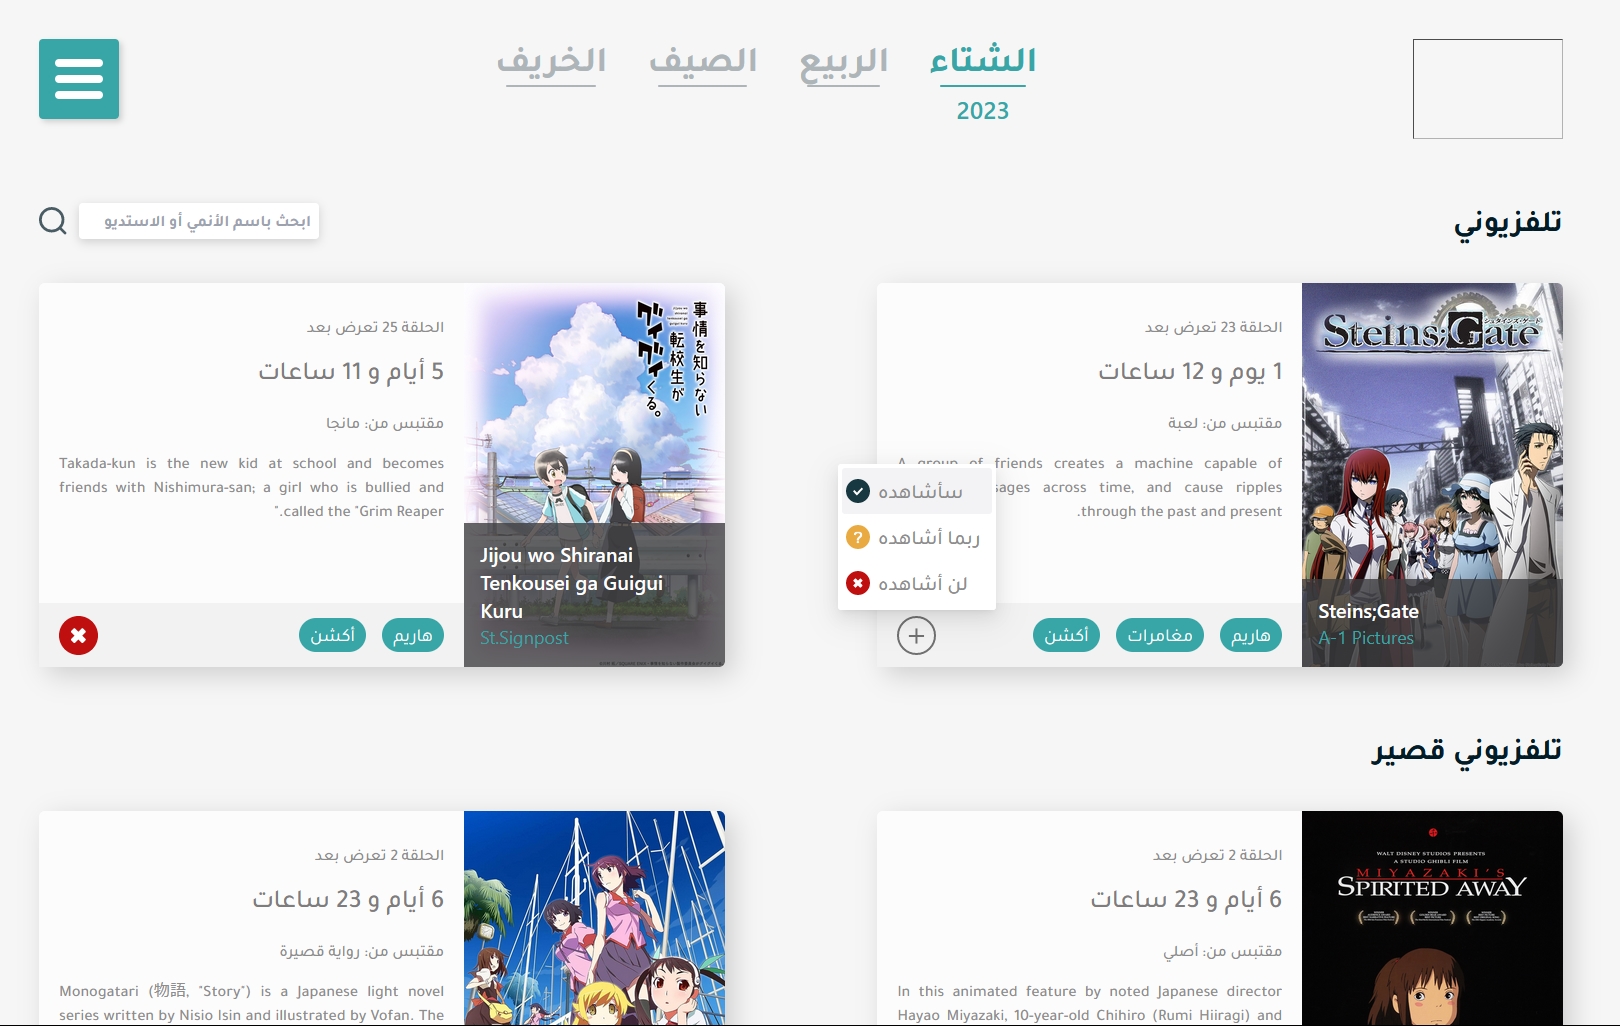 الشتاء
الربيع
الصيف
الخريف
2023
تلفزيوني
ابحث باسم الأنمي أو الاستديو
Steins;Gate
الحلقة 23 تعرض بعد
1 يوم و 12 ساعات
مقتبس من: لعبة
A group of friends creates a machine capable of
sages across time, and cause ripples
.through the past and present
سأشاهده
ربما أشاهده
لن أشاهده
Steins;Gate
A-1 Pictures
هاريم
مغامرات
أكشن
事情を知らない
転校生が
グイグイくる。
الحلقة 25 تعرض بعد
5 أيام و 11 ساعات
مقتبس من: مانجا
Takada-kun is the new kid at school and becomes
friends with Nishimura-san; a girl who is bullied and
".called the "Grim Reaper
Jijou wo Shiranai
Tenkousei ga Guigui
Kuru
St.Signpost
هاريم
أكشن
تلفزيوني قصير
WALT DISNEY STUDIOS PRESENTS
A STUDIO GHIBLI FILM
MIYAZAKI'S
SPIRITED AWAY
الحلقة 2 تعرض بعد
6 أيام و 23 ساعات
مقتبس من: أصلي
In this animated feature by noted Japanese director
Hayao Miyazaki, 10-year-old Chihiro (Rumi Hiiragi) and
الحلقة 2 تعرض بعد
6 أيام و 23 ساعات
مقتبس من: رواية قصيرة
Monogatari (物語, "Story") is a Japanese light novel
series written by Nisio Isin and illustrated by Vofan. The